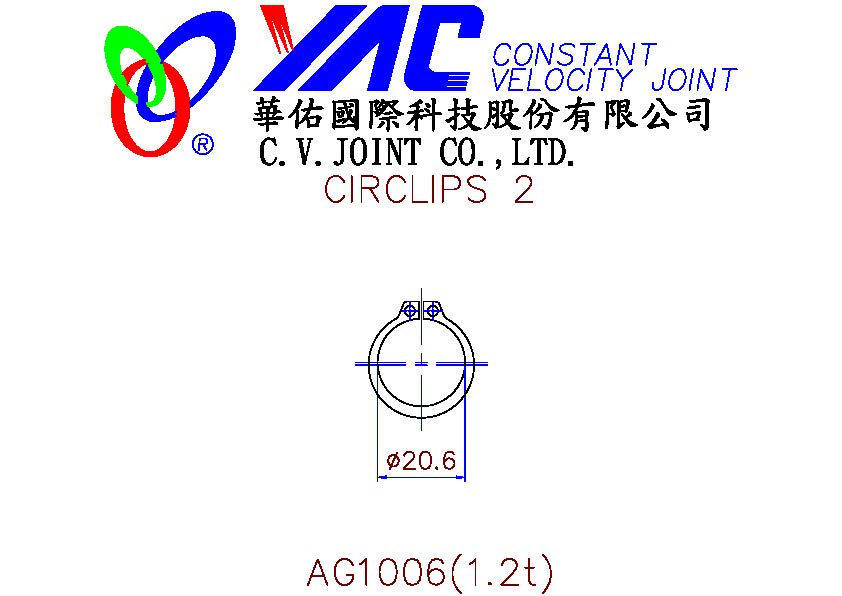 YAC CONSTANT
VELOCITY JOINT
®
華佑國際科技股份有限公司
C.V.JOINT CO.,LTD.
CIRCLIPS 2
ø20.6
AG1006(1.2t)